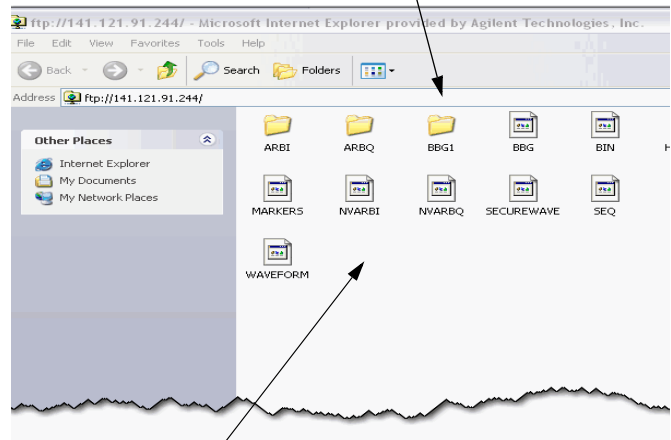 ftp://141.121.91.244/ - Microsoft Internet Explorer provided by Agilent Technologies, Inc.
File Edit View Favorites Tools Help
Back Search Folders
Address ftp://141.121.91.244/
Other Places
Internet Explorer
My Documents
My Network Places
ARBI ARBQ BBG1 BBG BIN
MARKERS NVARBI NVARBQ SECUREWAVE SEQ
WAVEFORM